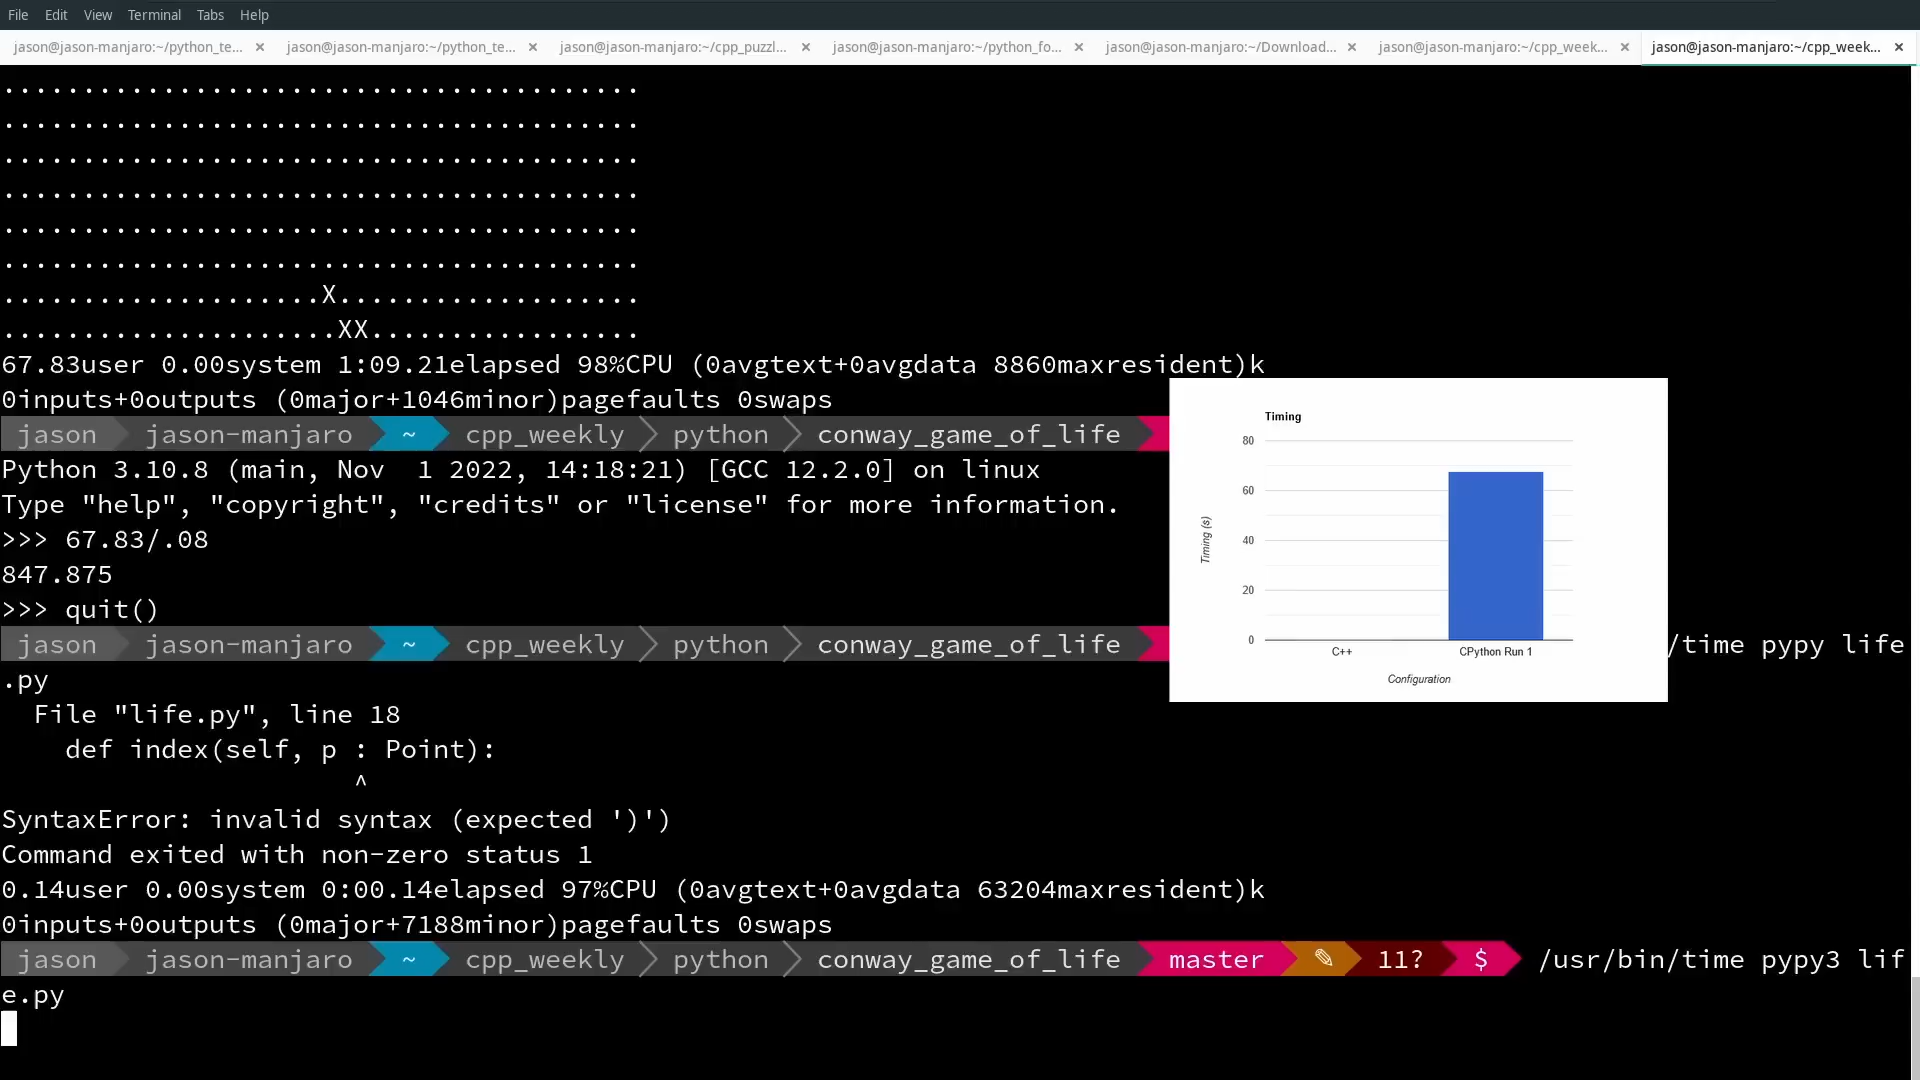 File Edit View Terminal Tabs Help
jason@jason-manjaro:~/python_te... × jason@jason-manjaro:~/python_te... × jason@jason-manjaro:~/cpp_puzzl... × jason@jason-manjaro:~/python_fo... × jason@jason-manjaro:~/Download... × jason@jason-manjaro:~/cpp_week... × jason@jason-manjaro:~/cpp_week... ×
........................................
........................................
........................................
........................................
........................................
........................................
....................X...................
.....................XX.................
67.83user 0.00system 1:09.21elapsed 98%CPU (0avgtext+0avgdata 8860maxresident)k
0inputs+0outputs (0major+1046minor)pagefaults 0swaps
jason jason-manjaro ~ cpp_weekly python conway_game_of_life
Python 3.10.8 (main, Nov  1 2022, 14:18:21) [GCC 12.2.0] on linux
Type "help", "copyright", "credits" or "license" for more information.
>>> 67.83/.08
847.875
>>> quit()
jason jason-manjaro ~ cpp_weekly python conway_game_of_life /time pypy life
.py
File "life.py", line 18
def index(self, p : Point):
^
SyntaxError: invalid syntax (expected ')')
Command exited with non-zero status 1
0.14user 0.00system 0:00.14elapsed 97%CPU (0avgtext+0avgdata 63204maxresident)k
0inputs+0outputs (0major+7188minor)pagefaults 0swaps
jason jason-manjaro ~ cpp_weekly python conway_game_of_life master ✎ 11? $ /usr/bin/time pypy3 lif
e.py
Timing
80
60
40
20
0
Timing (s)
C++ CPython Run 1
Configuration